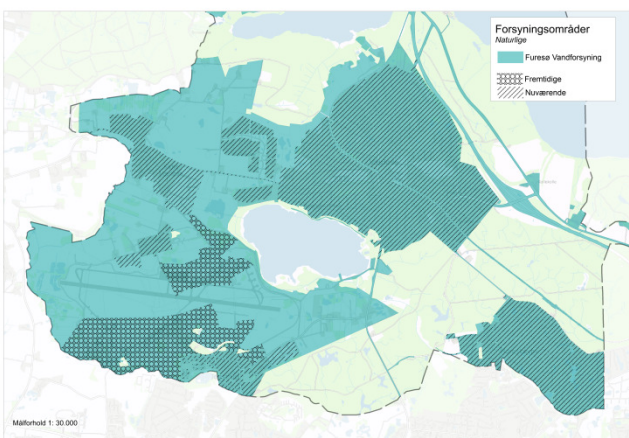 Forsyningsområder
Naturlige
Furesø Vandforsyning
Fremtidige
Nuværende
Målforhold 1: 30.000